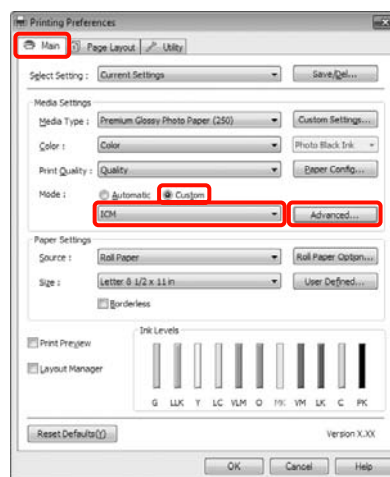 Printing Preferences
Main Page Layout Utility
Select Setting : Current Settings Save/Del...
Media Settings
Media Type : Premium Glossy Photo Paper (250) Custom Settings...
Color : Color Photo Black Ink
Print Quality : Quality Paper Config...
Mode : Automatic Custom
ICM Advanced...
Paper Settings
Source : Roll Paper Roll Paper Option...
Size : Letter 8 1/2 x 11 in User Defined...
Borderless
Print Preview
Layout Manager
Ink Levels
G LLK Y LC VLM O MK VM LK C PK
Reset Defaults(Y) Version X.XX
OK Cancel Help